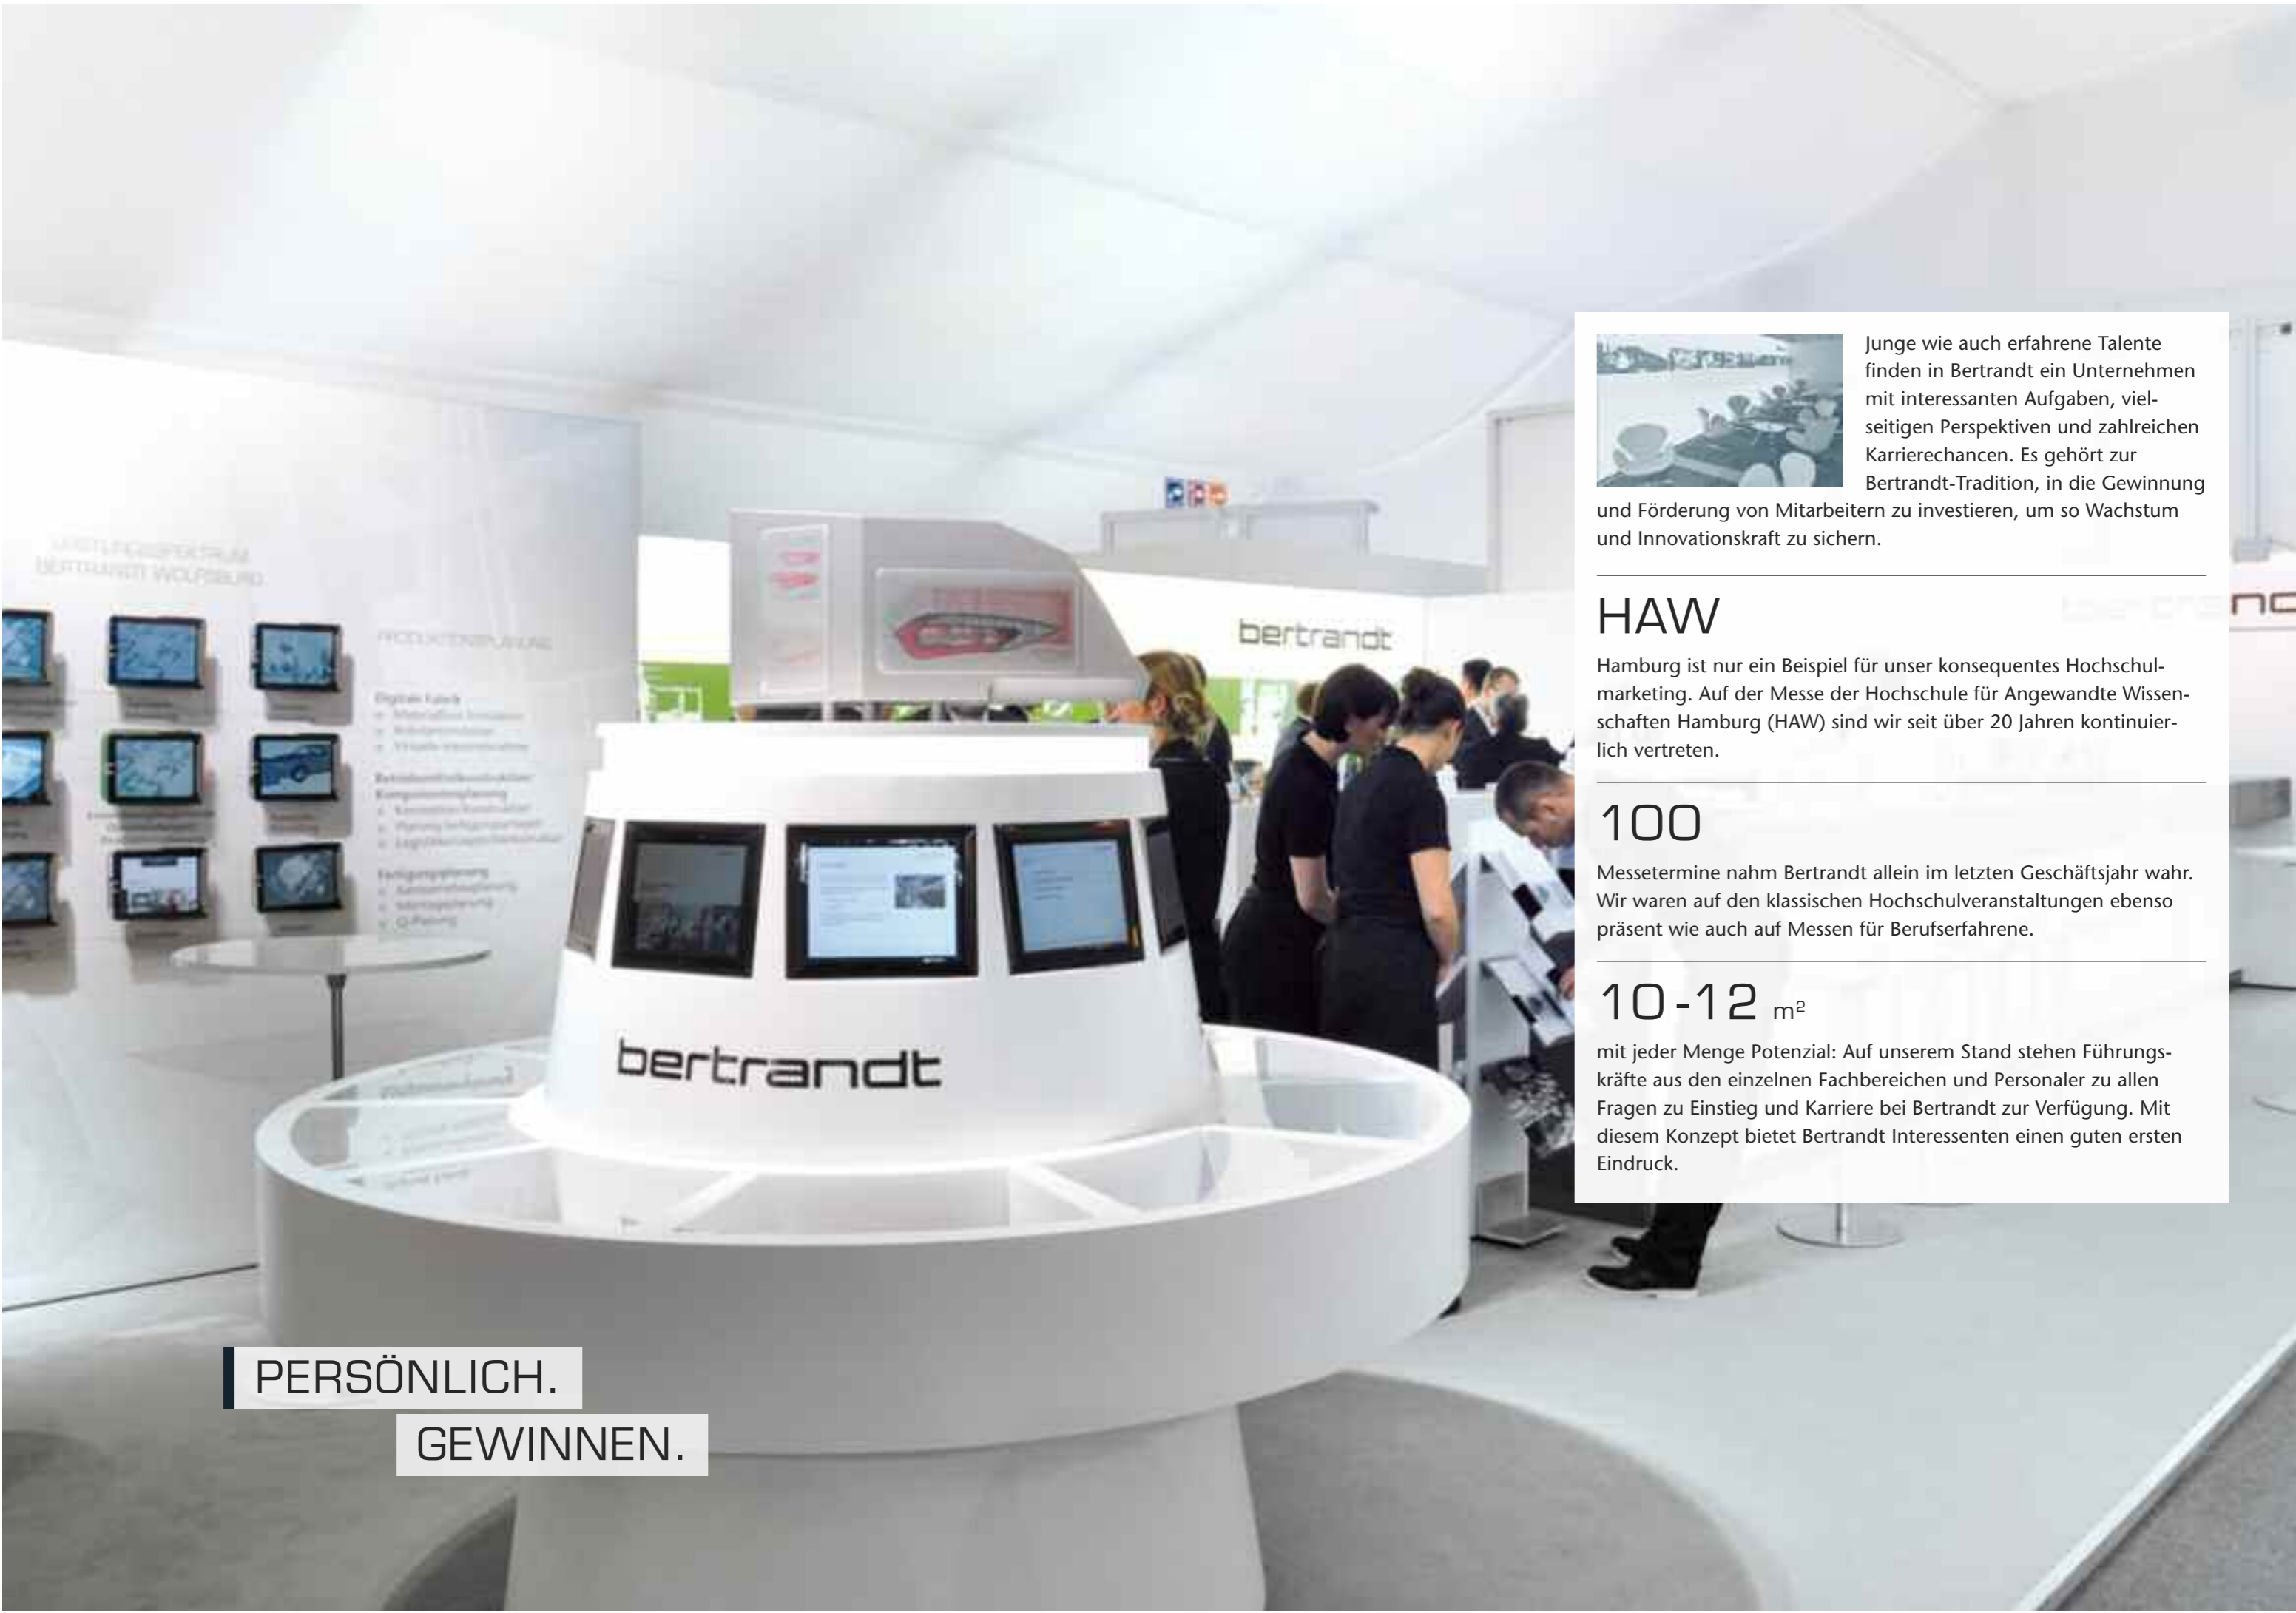 LEISTUNGSSPEKTRUM
BERTRANDT WOLFSBURG
PRODUKTIONSPLANUNG
Digitale Fabrik
Fertigungsplanung
bertrandt
bertrandt
PERSÖNLICH.
GEWINNEN.
Junge wie auch erfahrene Talente
finden in Bertrandt ein Unternehmen
mit interessanten Aufgaben, viel-
seitigen Perspektiven und zahlreichen
Karrierechancen. Es gehört zur
Bertrandt-Tradition, in die Gewinnung
und Förderung von Mitarbeitern zu investieren, um so Wachstum
und Innovationskraft zu sichern.
HAW
Hamburg ist nur ein Beispiel für unser konsequentes Hochschul-
marketing. Auf der Messe der Hochschule für Angewandte Wissen-
schaften Hamburg (HAW) sind wir seit über 20 Jahren kontinuier-
lich vertreten.
100
Messetermine nahm Bertrandt allein im letzten Geschäftsjahr wahr.
Wir waren auf den klassischen Hochschulveranstaltungen ebenso
präsent wie auch auf Messen für Berufserfahrene.
10-12 m²
mit jeder Menge Potenzial: Auf unserem Stand stehen Führungs-
kräfte aus den einzelnen Fachbereichen und Personaler zu allen
Fragen zu Einstieg und Karriere bei Bertrandt zur Verfügung. Mit
diesem Konzept bietet Bertrandt Interessenten einen guten ersten
Eindruck.